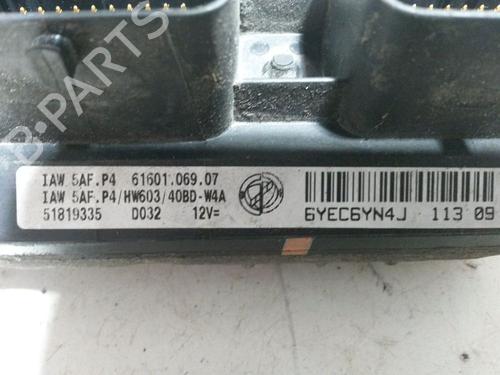 IAW 5AF.P4 61601.069.07
IAW 5AF.P4/HW603/40BD-W4A
51819335 D032 12V=
6YEC6YN4J 113 09
B-PARTS